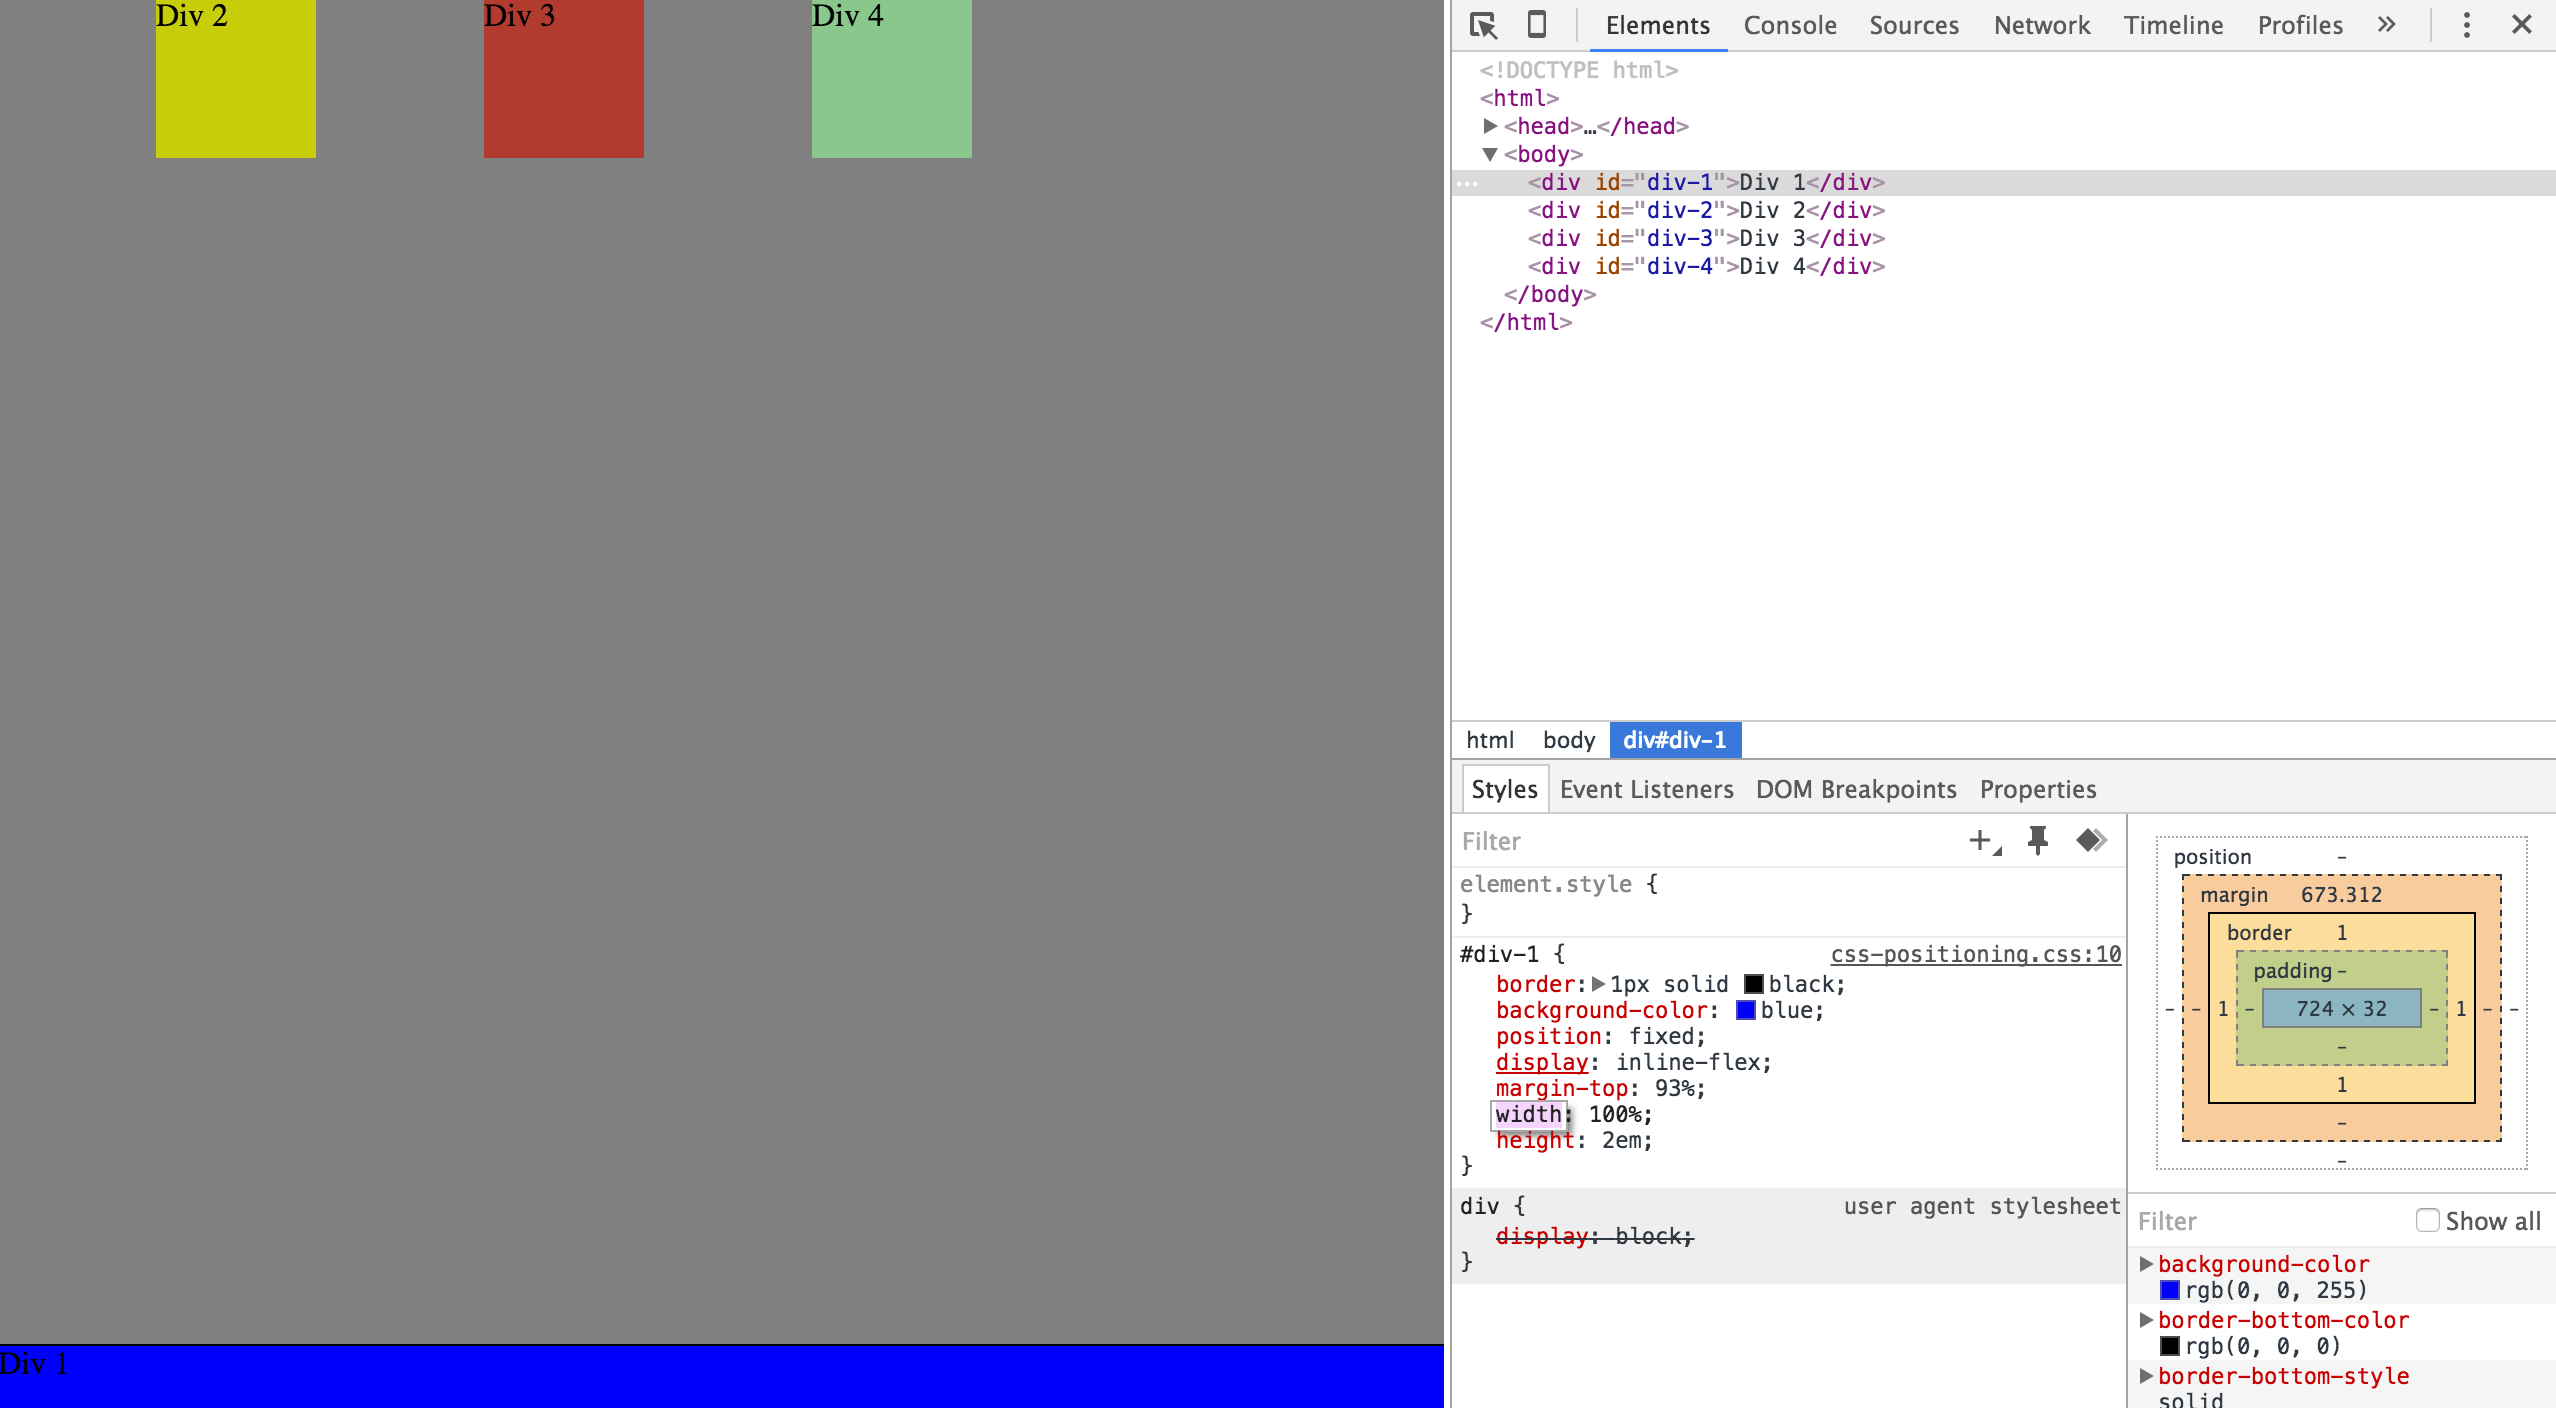 Div 2 Div 3 Div 4
Div 1
Elements Console Sources Network Timeline Profiles »
<!DOCTYPE html>
<html>
▶<head>…</head>
▼<body>
… <div id="div-1">Div 1</div>
<div id="div-2">Div 2</div>
<div id="div-3">Div 3</div>
<div id="div-4">Div 4</div>
</body>
</html>
html body div#div-1
Styles Event Listeners DOM Breakpoints Properties
Filter
element.style {
}
#div-1 { css-positioning.css:10
border:▶1px solid black;
background-color: blue;
position: fixed;
display: inline-flex;
margin-top: 93%;
width: 100%;
height: 2em;
}
div { user agent stylesheet
display: block;
}
position -
margin 673.312
border 1
padding -
- - 1 - 724 × 32 - 1 - -
-
1
-
-
Filter Show all
▶background-color
rgb(0, 0, 255)
▶border-bottom-color
rgb(0, 0, 0)
▶border-bottom-style
solid